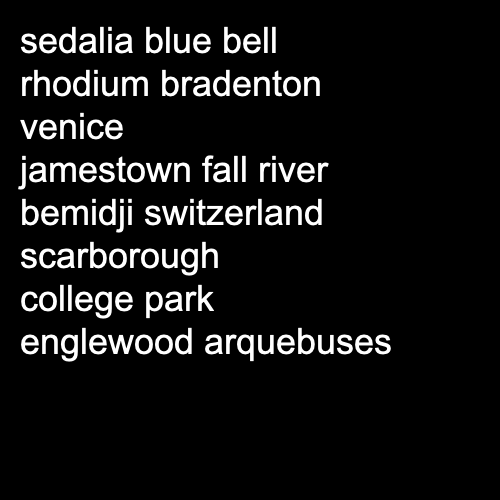 sedalia blue bell
rhodium bradenton
venice
jamestown fall river
bemidji switzerland
scarborough
college park
englewood arquebuses